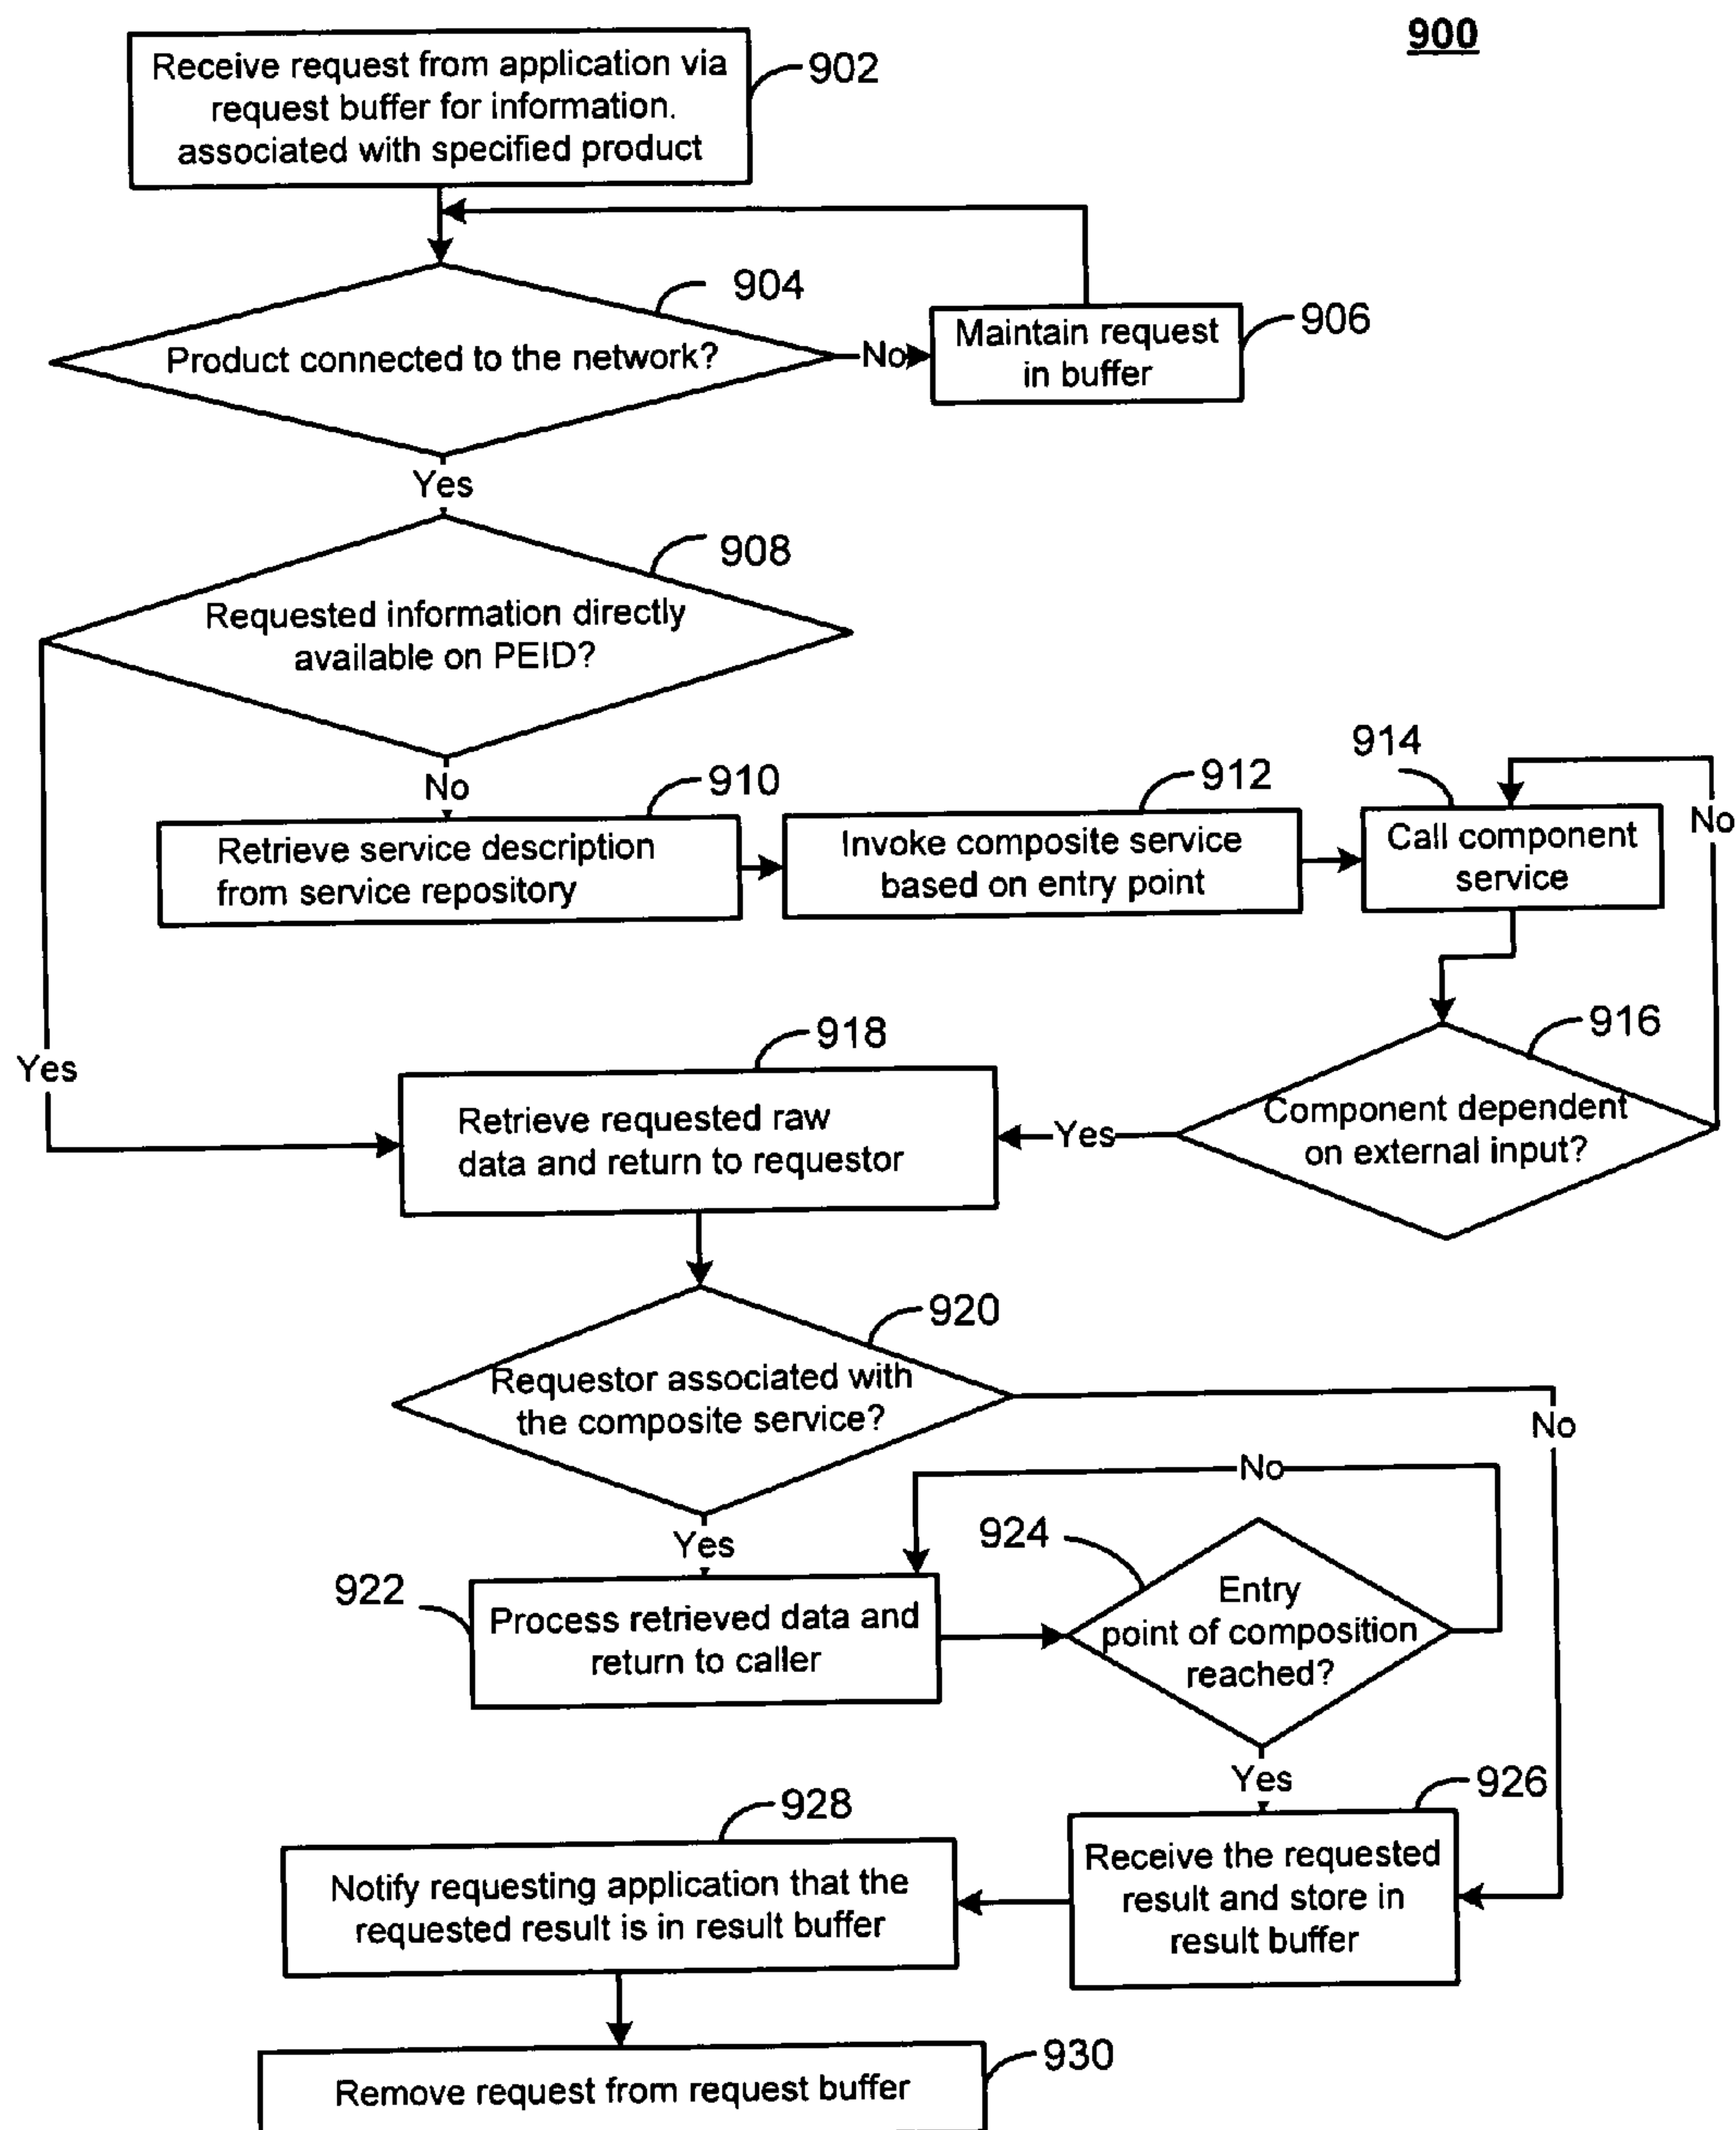 900
Receive request from application via
request buffer for information.
associated with specified product
902
904
Product connected to the network?
No
Maintain request
in buffer
906
Yes
908
Requested information directly
available on PEID?
No
910
Retrieve service description
from service repository
912
Invoke composite service
based on entry point
914
Call component
service
No
916
Component dependent
on external input?
Yes
Yes
918
Retrieve requested raw
data and return to requestor
920
Requestor associated with
the composite service?
No
Yes
922
Process retrieved data and
return to caller
No
924
Entry
point of composition
reached?
Yes
926
Receive the requested
result and store in
result buffer
928
Notify requesting application that the
requested result is in result buffer
930
Remove request from request buffer